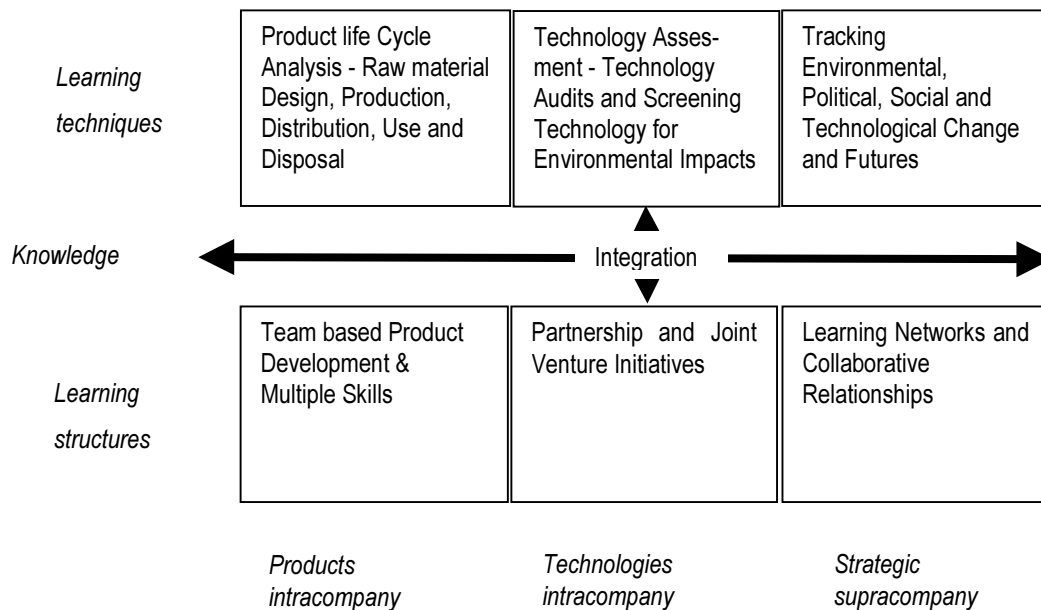 Product life Cycle
Analysis - Raw material
Design, Production,
Distribution, Use and
Disposal
Technology Asses-
ment - Technology
Audits and Screening
Technology for
Environmental Impacts
Tracking
Environmental,
Political, Social and
Technological Change
and Futures
Learning
techniques
Knowledge
Integration
Team based Product
Development &
Multiple Skills
Partnership and Joint
Venture Initiatives
Learning Networks and
Collaborative
Relationships
Learning
structures
Products
intracompany
Technologies
intracompany
Strategic
supracompany